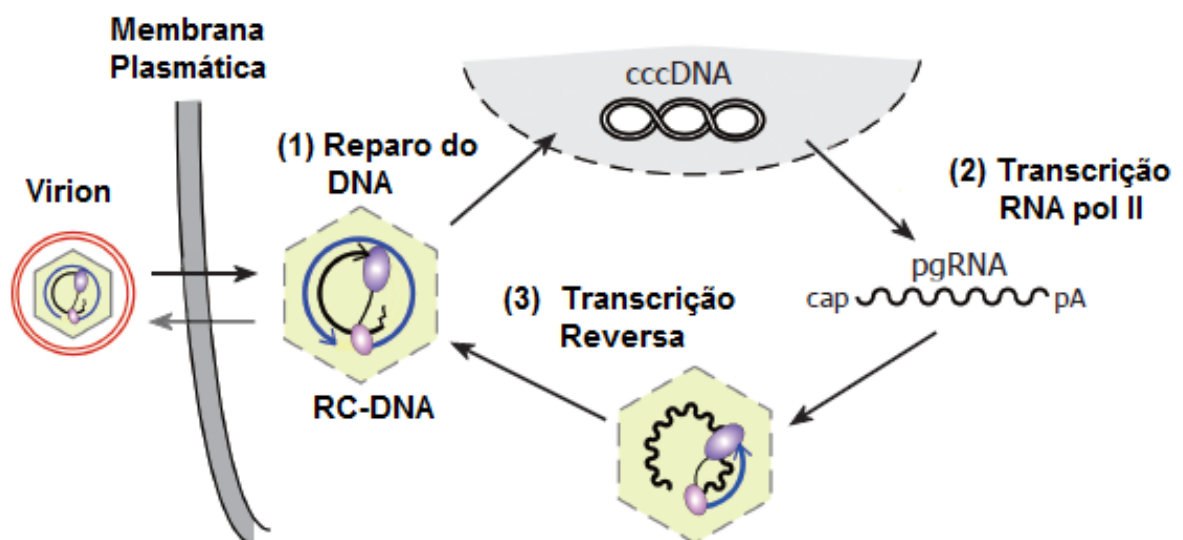 Membrana
Plasmática
cccDNA
(1) Reparo do
DNA
Virion
(2) Transcrição
RNA pol II
pgRNA
cap
pA
(3) Transcrição
Reversa
RC-DNA